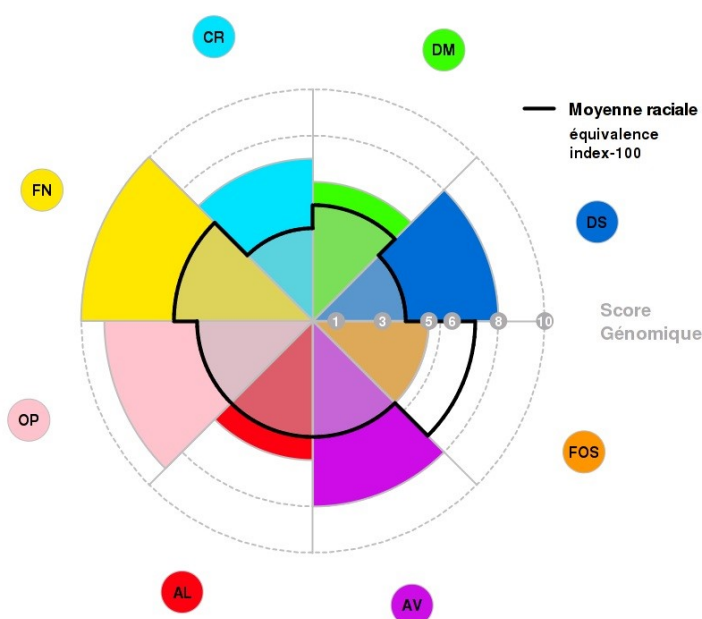 CR
DM
Moyenne raciale
équivalence
index-100
FN
DS
1 3 5 6 8 10
Score
Génomique
OP
FOS
AL
AV